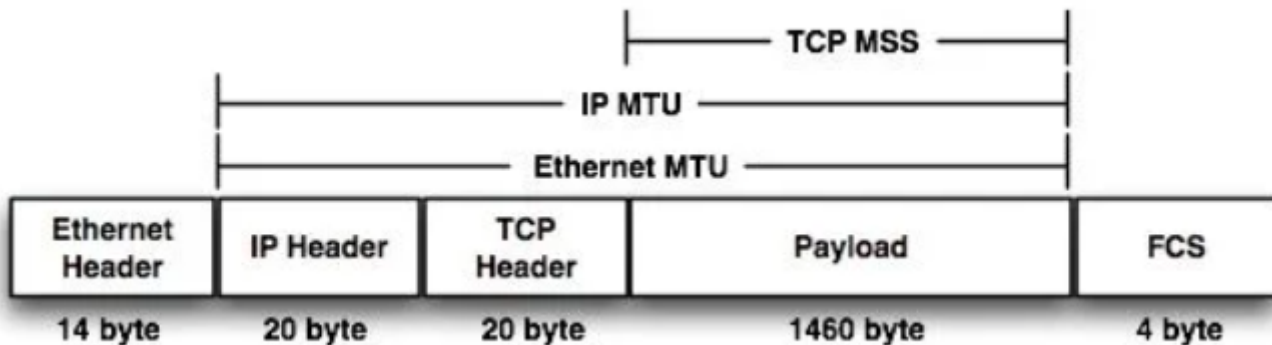 TCP MSS
IP MTU
Ethernet MTU
Ethernet
Header
IP Header
TCP
Header
Payload
FCS
14 byte
20 byte
20 byte
1460 byte
4 byte